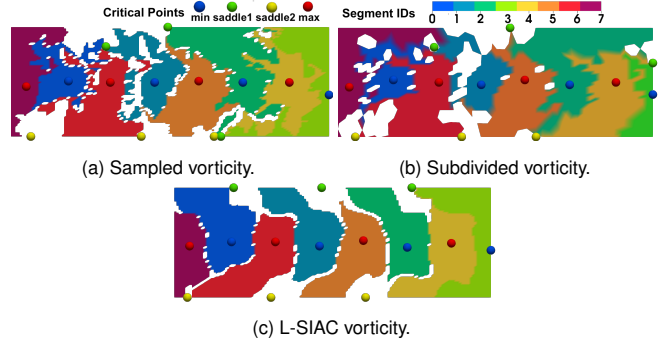 Critical Points min saddle1 saddle2 max
Segment IDs 0 1 2 3 4 5 6 7
(a) Sampled vorticity.
(b) Subdivided vorticity.
(c) L-SIAC vorticity.